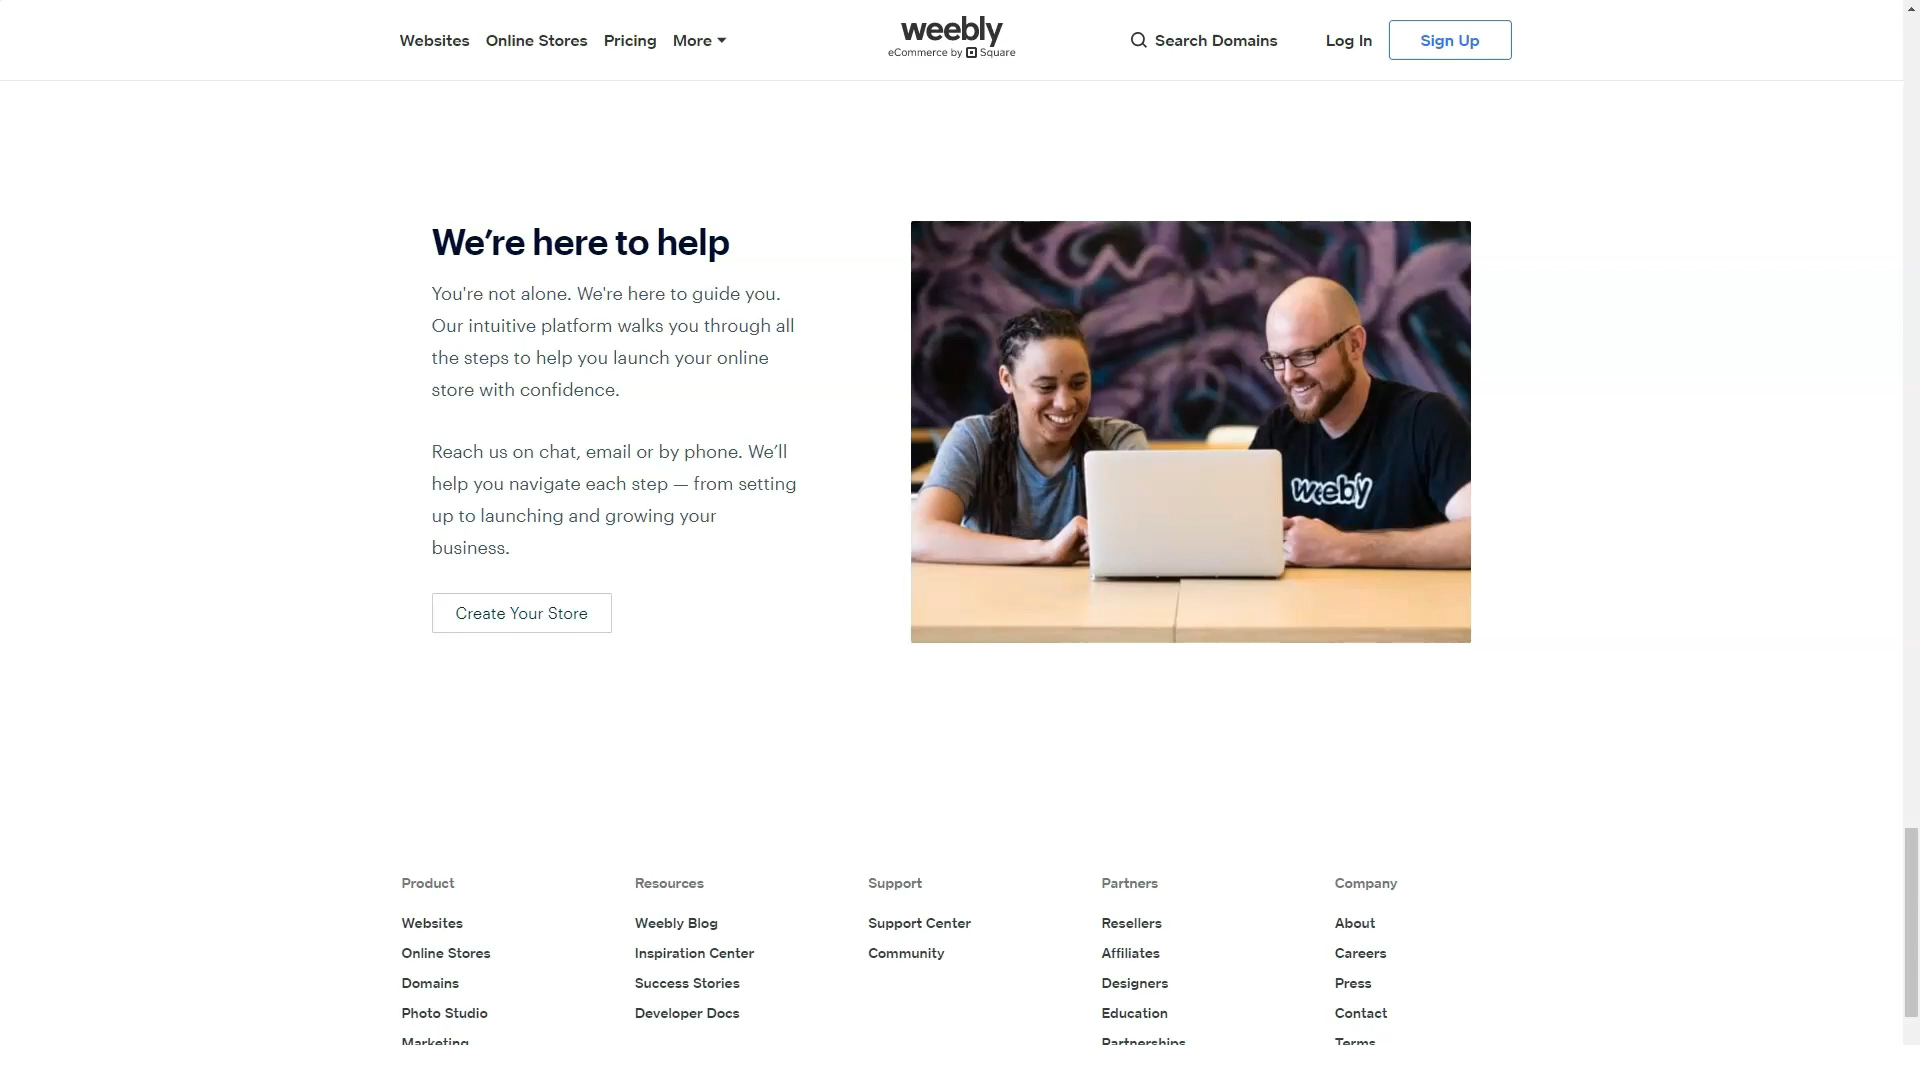 Websites Online Stores Pricing More
weebly
eCommerce by Square
Search Domains Log In Sign Up
We’re here to help
You're not alone. We're here to guide you.
Our intuitive platform walks you through all
the steps to help you launch your online
store with confidence.
Reach us on chat, email or by phone. We’ll
help you navigate each step — from setting
up to launching and growing your
business.
Create Your Store
weebly
Product
Websites
Online Stores
Domains
Photo Studio
Marketing
Resources
Weebly Blog
Inspiration Center
Success Stories
Developer Docs
Support
Support Center
Community
Partners
Resellers
Affiliates
Designers
Education
Partnerships
Company
About
Careers
Press
Contact
Terms